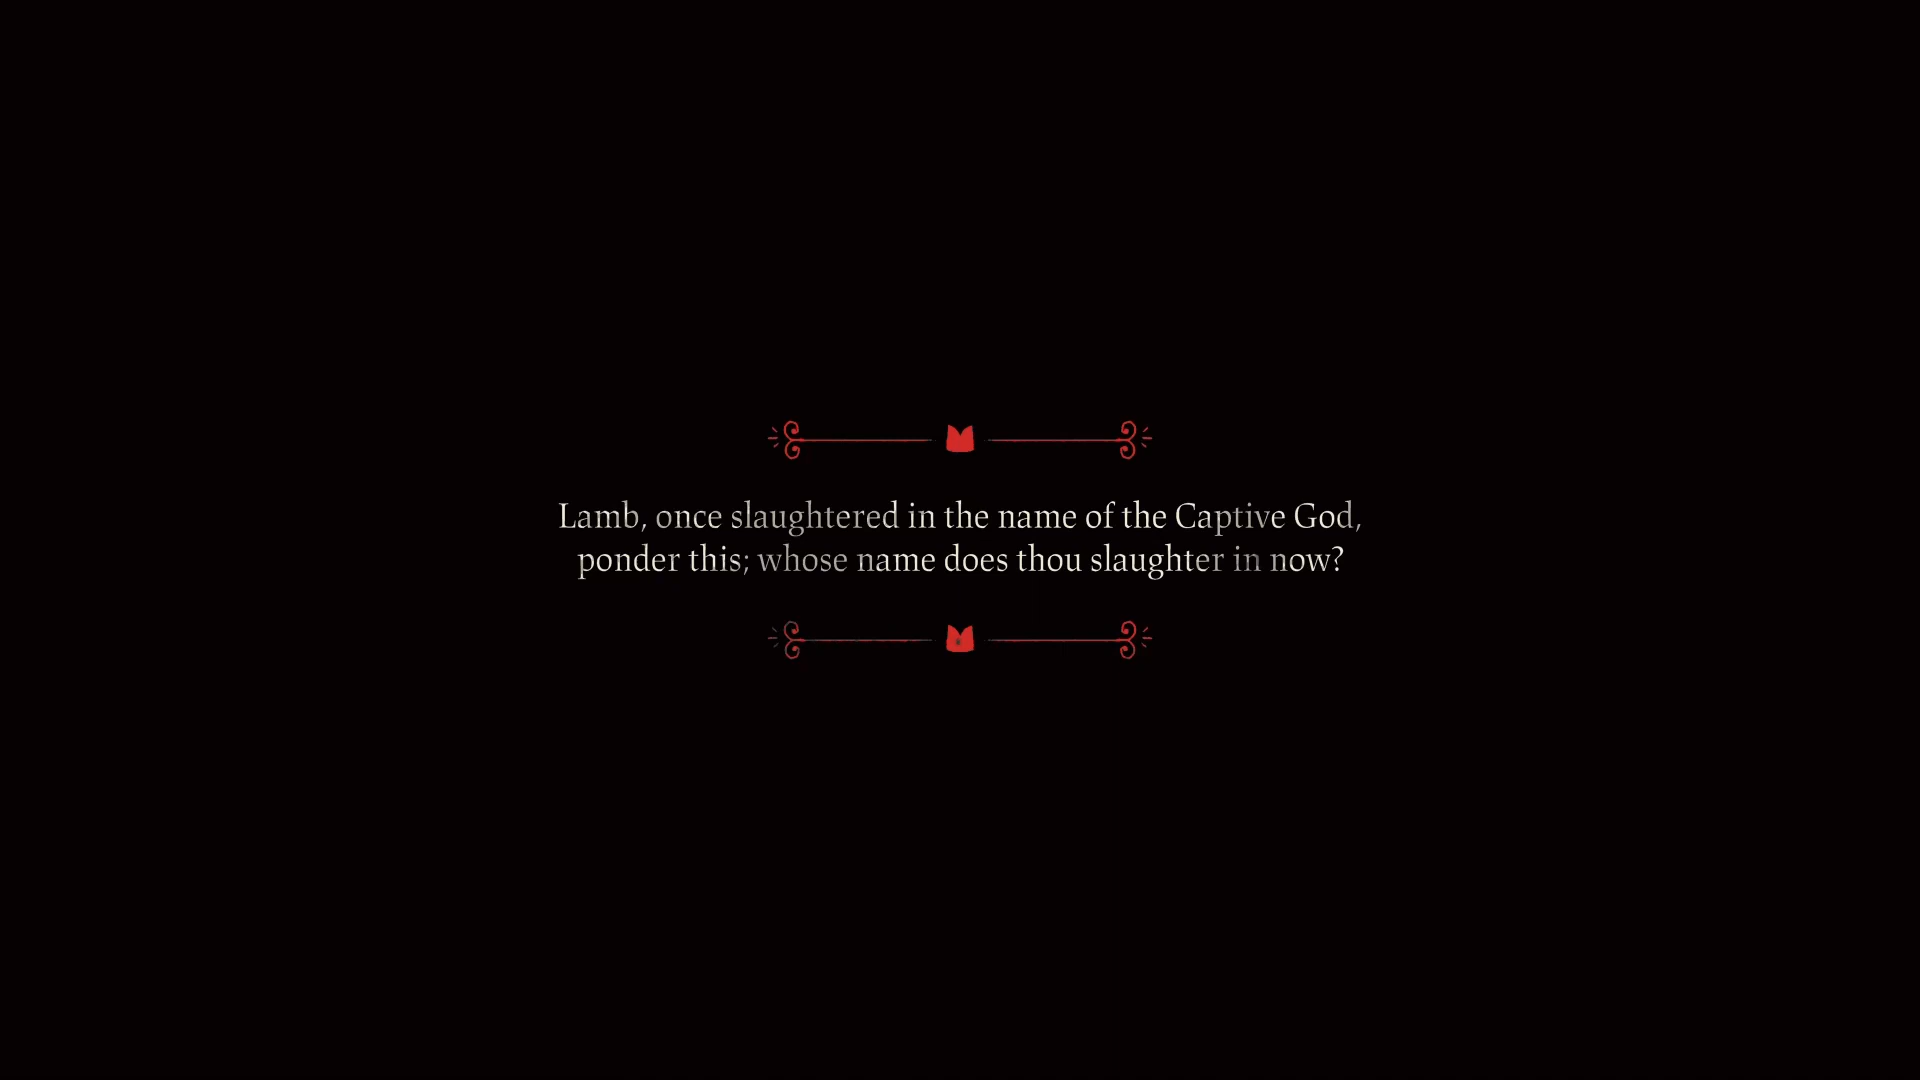 Lamb, once slaughtered in the name of the Captive God,
ponder this; whose name does thou slaughter in now?